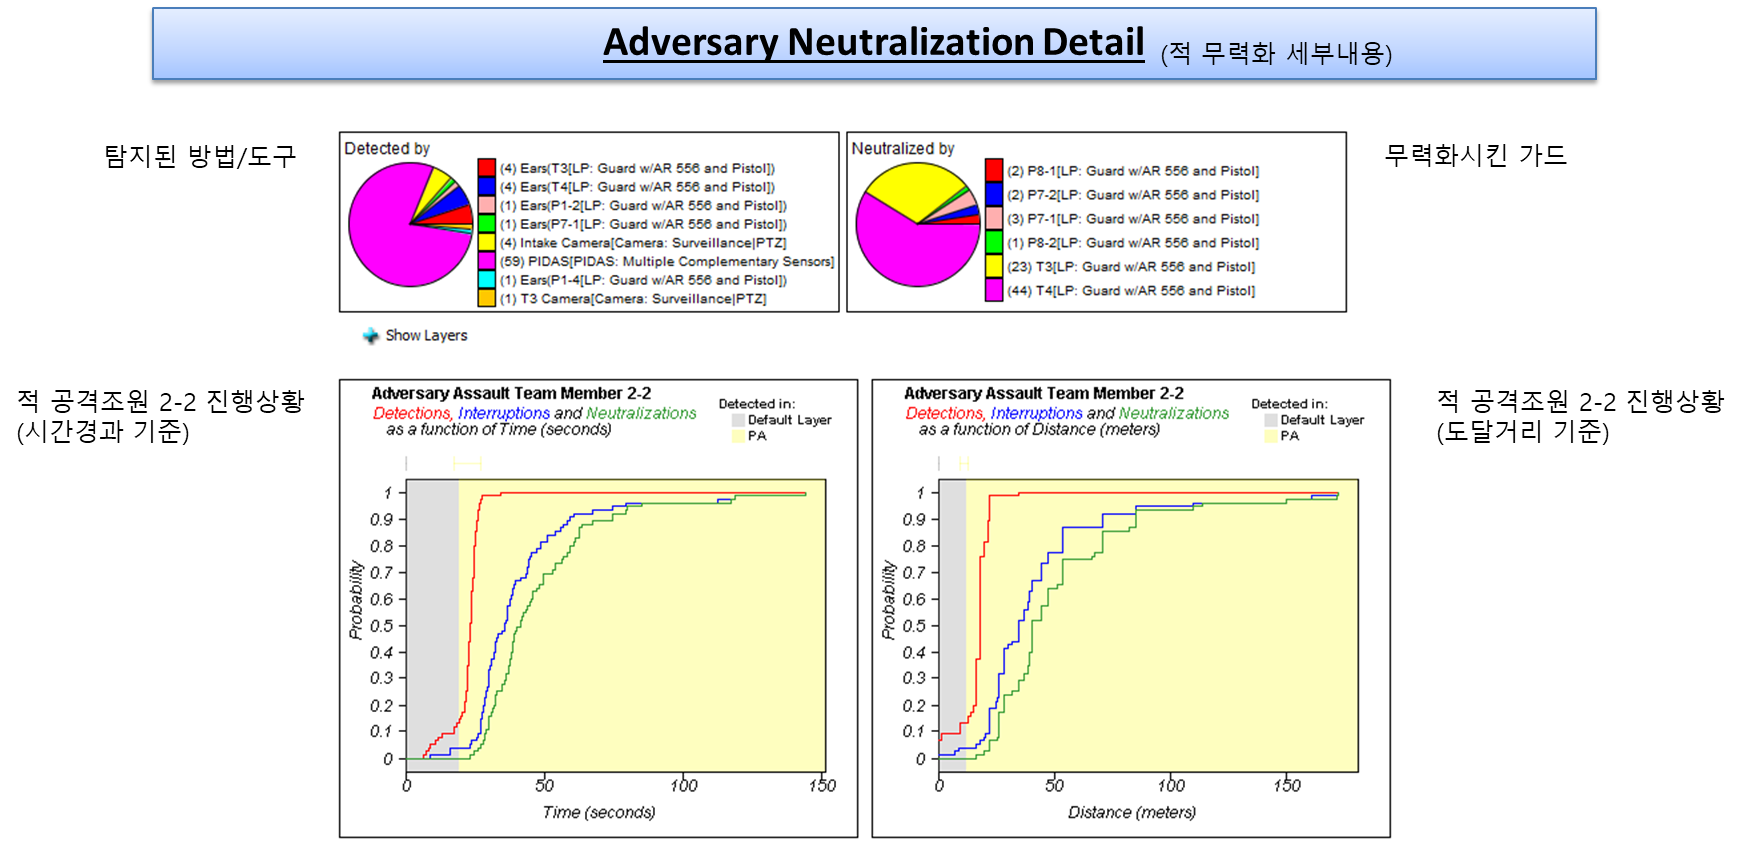 Adversary Neutralization Detail (적 무력화 세부내용)
탐지된 방법/도구
Detected by
(4) Ears(T3[LP: Guard w/AR 556 and Pistol])
(4) Ears(T4[LP: Guard w/AR 556 and Pistol])
(1) Ears(P1-2[LP: Guard w/AR 556 and Pistol])
(1) Ears(P7-1[LP: Guard w/AR 556 and Pistol])
(4) Intake Camera[Camera: Surveillance|PTZ]
(59) PIDAS[PIDAS: Multiple Complementary Sensors]
(1) Ears(P1-4[LP: Guard w/AR 556 and Pistol])
(1) T3 Camera[Camera: Surveillance|PTZ]
Neutralized by
(2) P8-1[LP: Guard w/AR 556 and Pistol]
(2) P7-2[LP: Guard w/AR 556 and Pistol]
(3) P7-1[LP: Guard w/AR 556 and Pistol]
(1) P8-2[LP: Guard w/AR 556 and Pistol]
(23) T3[LP: Guard w/AR 556 and Pistol]
(44) T4[LP: Guard w/AR 556 and Pistol]
무력화시킨 가드
Show Layers
적 공격조원 2-2 진행상황
(시간경과 기준)
Adversary Assault Team Member 2-2
Detections, Interruptions and Neutralizations
as a function of Time (seconds)
Detected in:
Default Layer
PA
1
0.9
0.8
0.7
0.6
0.5
0.4
0.3
0.2
0.1
0
Probability
0 50 100 150
Time (seconds)
Adversary Assault Team Member 2-2
Detections, Interruptions and Neutralizations
as a function of Distance (meters)
Detected in:
Default Layer
PA
1
0.9
0.8
0.7
0.6
0.5
0.4
0.3
0.2
0.1
0
Probability
0 50 100 150
Distance (meters)
적 공격조원 2-2 진행상황
(도달거리 기준)